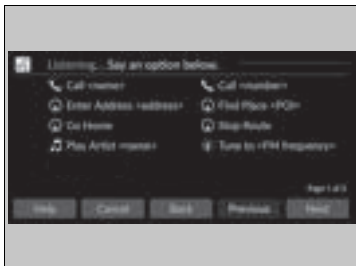 Listening... Say an option below.
Call <name> Call <number>
Enter Address <address> Find Place <POI>
Go Home Stop Route
Play Artist <name> Tune to <FM frequency>
Page 1 of 3
Help Cancel Back Previous Next